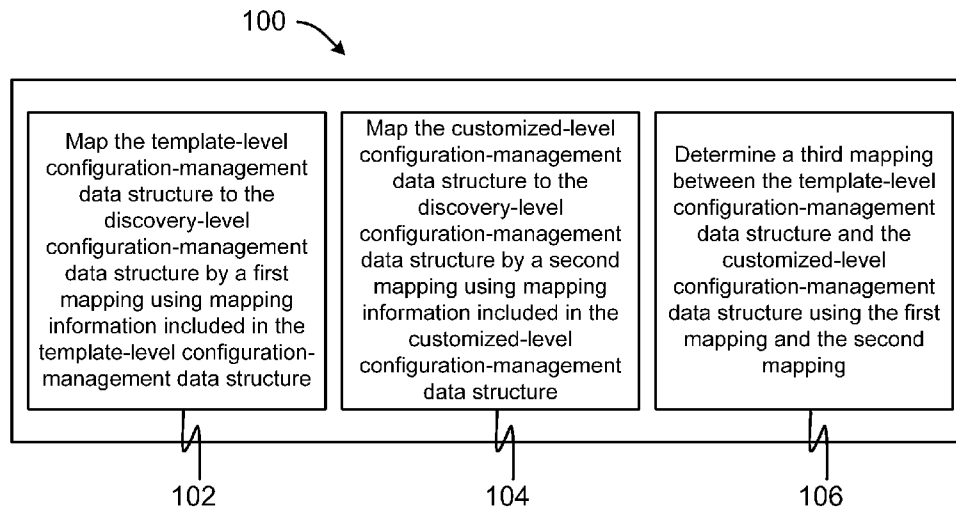 100
Map the template-level
configuration-management
data structure to the
discovery-level
configuration-management
data structure by a first
mapping using mapping
information included in the
template-level configuration-
management data structure
Map the customized-level
configuration-management
data structure to the
discovery-level
configuration-management
data structure by a second
mapping using mapping
information included in the
customized-level
configuration-management
data structure
Determine a third mapping
between the template-level
configuration-management
data structure and the
customized-level
configuration-management
data structure using the first
mapping and the second
mapping
102
104
106